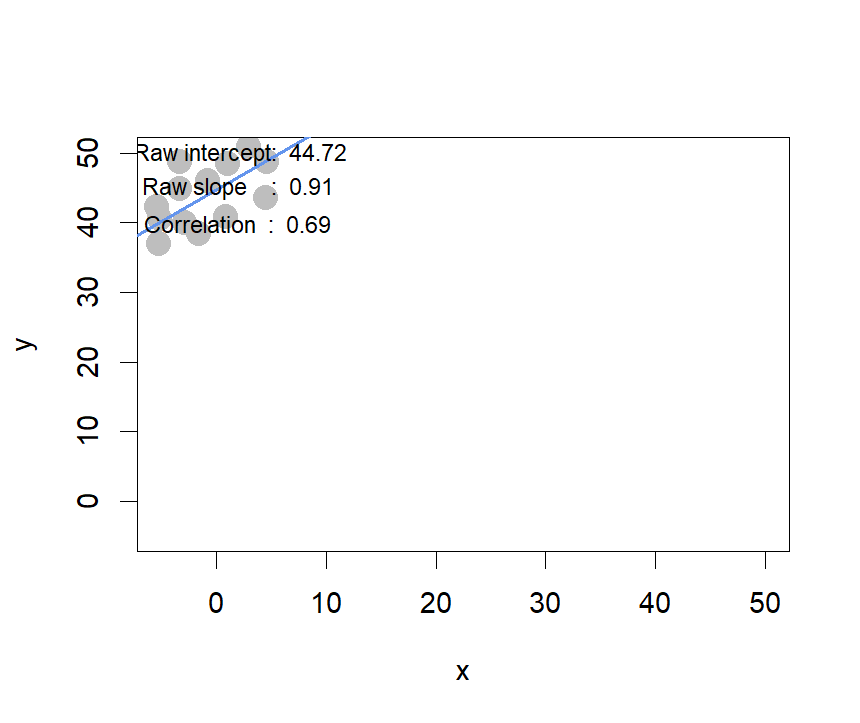 Raw intercept:  44.72
Raw slope    :  0.91
Correlation  :  0.69
50
40
30
20
10
0
y
0 10 20 30 40 50
x